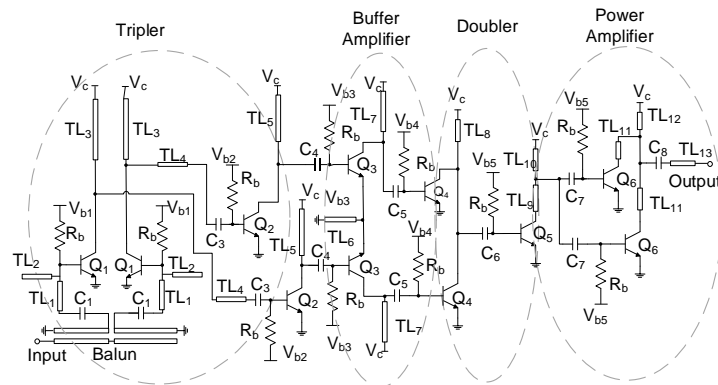 Tripler
Buffer
Amplifier
Doubler
Power
Amplifier
Vc
Vc
Vc
Vb3
Vc
Vc
Vc
TL7
Vb4
Vb5
TL12
TL3
TL3
TL5
TL8
TL11
C8
TL13
Rb
C4
Rb
Vc
TL10
Rb
Output
TL4
Vb2
Q3
Q4
Vb5
C7
Q6
Rb
Vc
Vb3
C5
Rb
TL9
TL11
Vb1
Vb1
C3
Q2
TL6
Vb4
Q5
Rb
Rb
TL5
C4
Q3
Rb
C6
C7
Q6
TL2
Q1
Q1
TL2
C3
C5
Q4
Rb
TL1
C1
C1
TL1
TL4
Q2
Rb
Rb
TL7
Vb5
Input
Balun
Vb2
Vb3
Vc